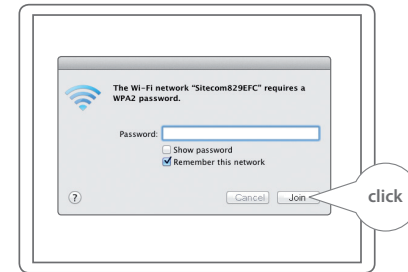 The Wi-Fi network “Sitecom829EFC” requires a
WPA2 password.
Password:
Show password
Remember this network
?
Cancel
Join
click